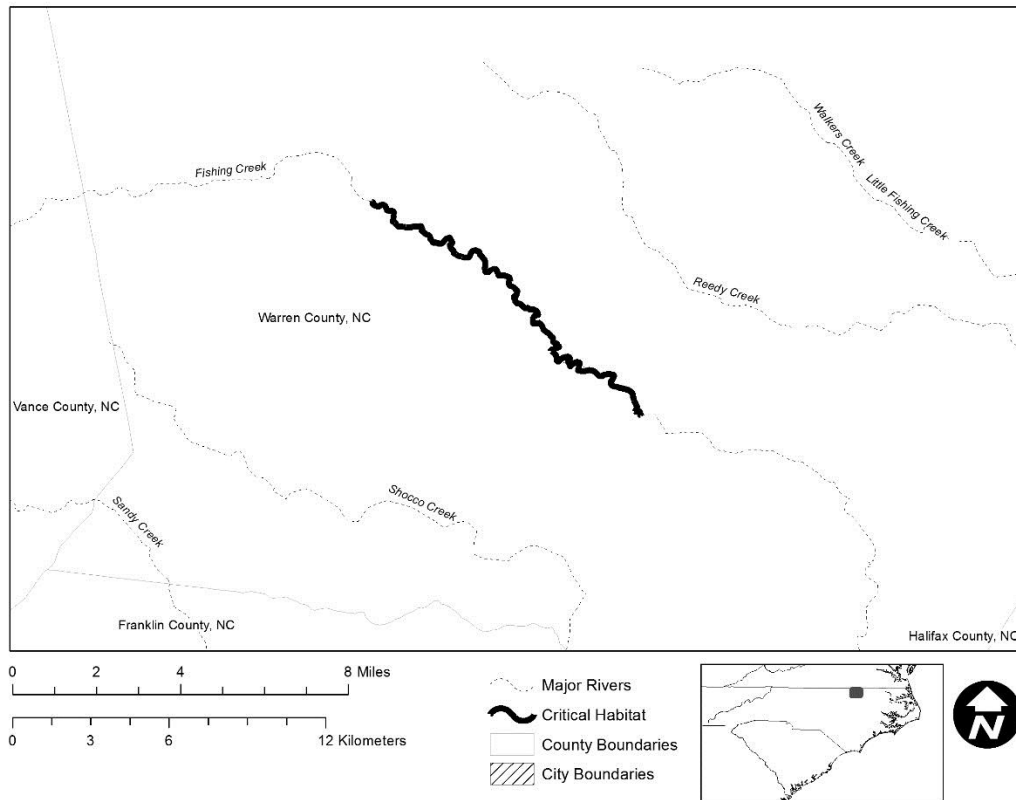 Walkers Creek
Fishing Creek
Little Fishing Creek
Reedy Creek
Warren County, NC
Vance County, NC
Shocco Creek
Sandy Creek
Franklin County, NC
Halifax County, NC
0 2 4 8 Miles
0 3 6 12 Kilometers
Major Rivers
Critical Habitat
County Boundaries
City Boundaries
N